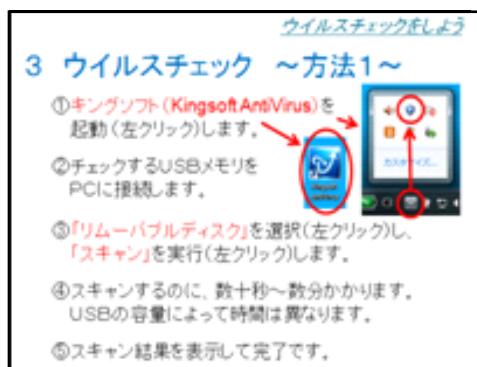 ウイルスチェックをしよう
3 ウイルスチェック ～方法1～
①キングソフト(Kingsoft AntiVirus)を
起動(左クリック)します。
②チェックするUSBメモリを
PCに接続します。
③「リムーバブルディスク」を選択(左クリック)し、
「スキャン」を実行(左クリック)します。
④スキャンするのに、数十秒～数分かかります。
USBの容量によって時間は異なります。
⑤スキャン結果を表示して完了です。
カスタマイズ...